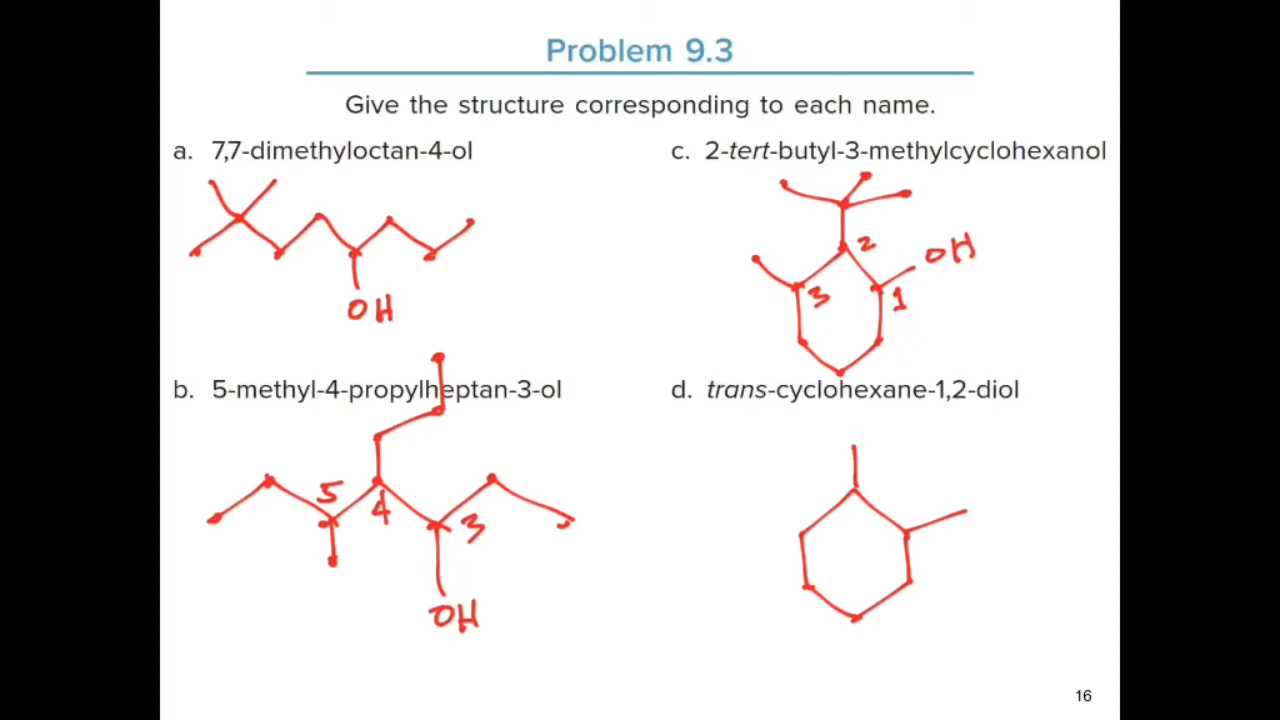 Problem 9.3
Give the structure corresponding to each name.
a. 7,7-dimethyloctan-4-ol
OH
b. 5-methyl-4-propylheptan-3-ol
5
4
3
OH
c. 2-tert-butyl-3-methylcyclohexanol
2
OH
3
1
d. trans-cyclohexane-1,2-diol
16